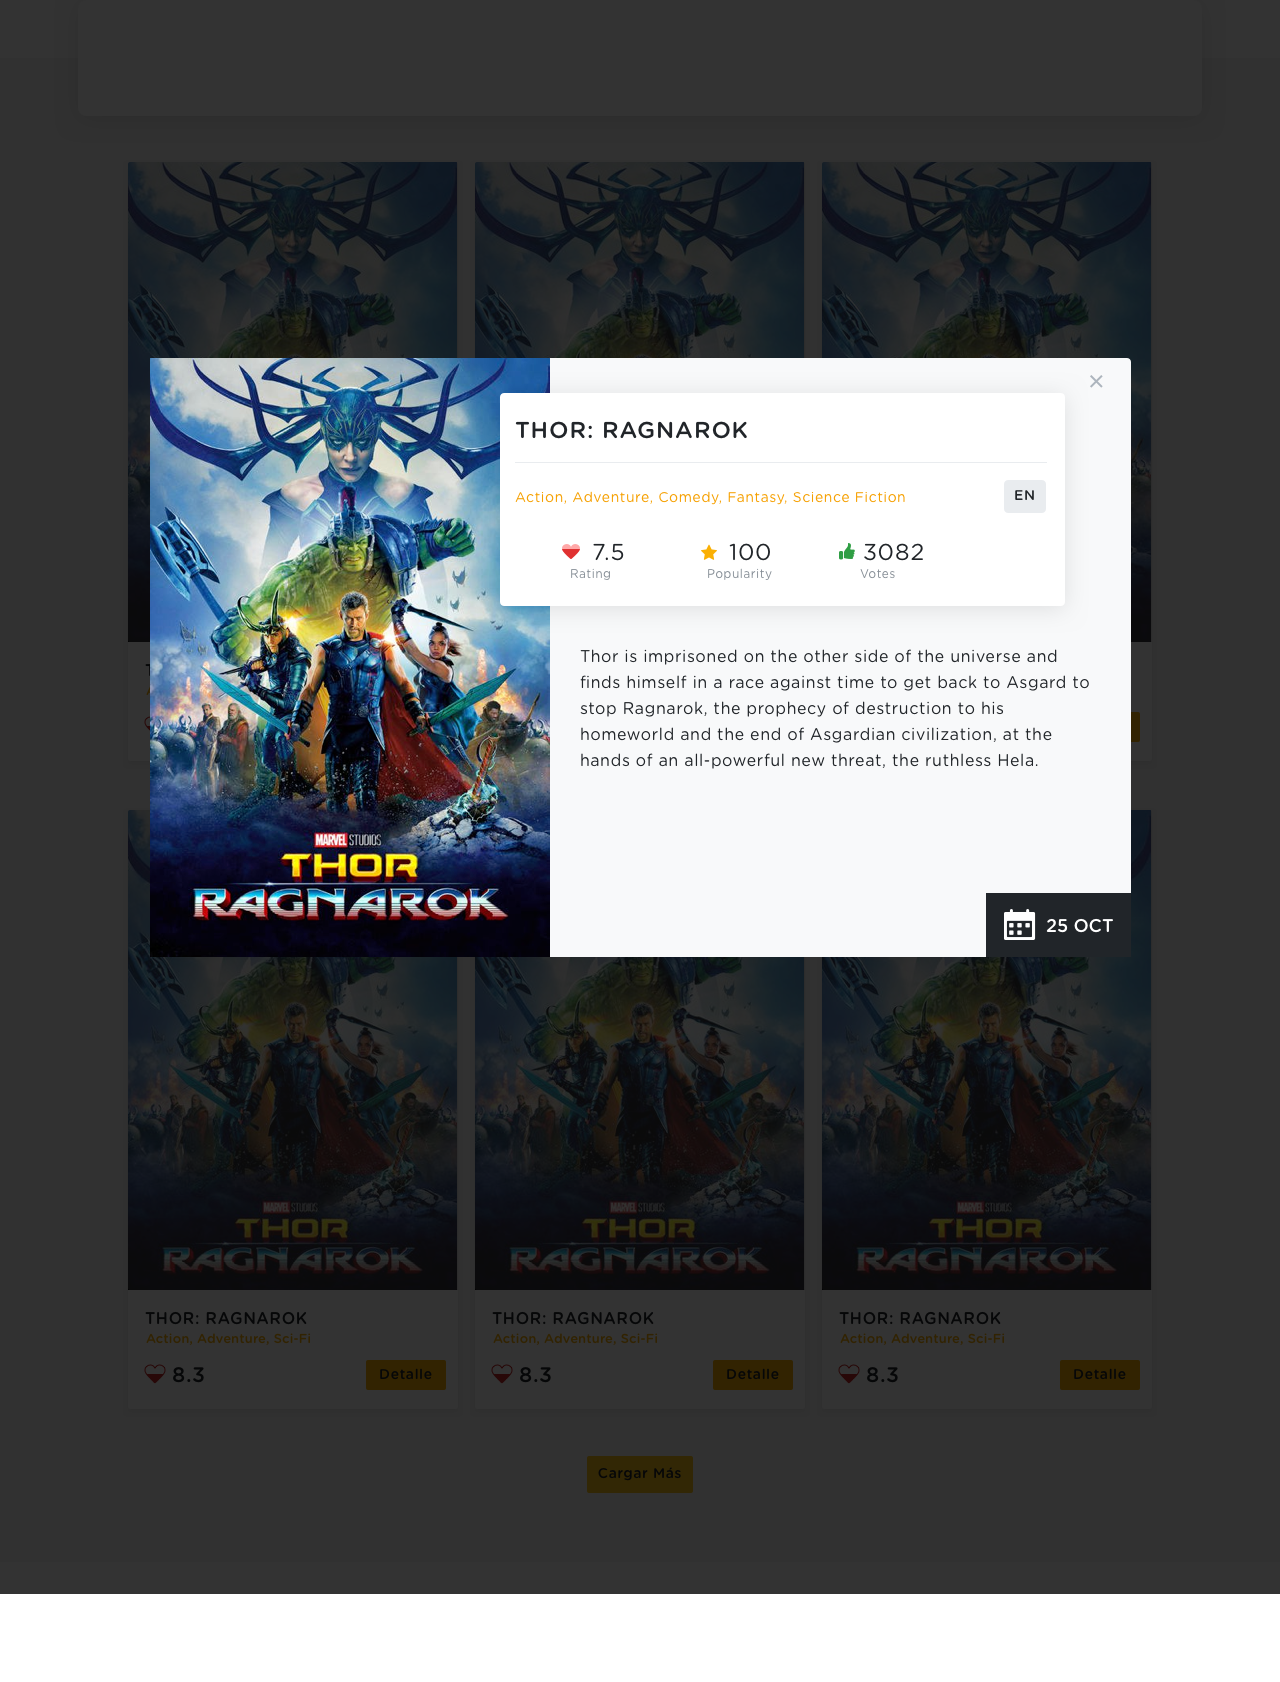 THOR: RAGNAROK
Action, Adventure, Comedy, Fantasy, Science Fiction
EN
7.5
100
3082
Rating
Popularity
Votes
Thor is imprisoned on the other side of the universe and
finds himself in a race against time to get back to Asgard to
stop Ragnarok, the prophecy of destruction to his
homeworld and the end of Asgardian civilization, at the
hands of an all-powerful new threat, the ruthless Hela.
MARVEL STUDIOS
THOR
RAGNAROK
25 OCT
MARVEL STUDIOS
THOR
RAGNAROK
MARVEL STUDIOS
THOR
RAGNAROK
MARVEL STUDIOS
THOR
RAGNAROK
THOR: RAGNAROK
Action, Adventure, Sci-Fi
8.3
Detalle
THOR: RAGNAROK
Action, Adventure, Sci-Fi
8.3
Detalle
THOR: RAGNAROK
Action, Adventure, Sci-Fi
8.3
Detalle
Cargar Más